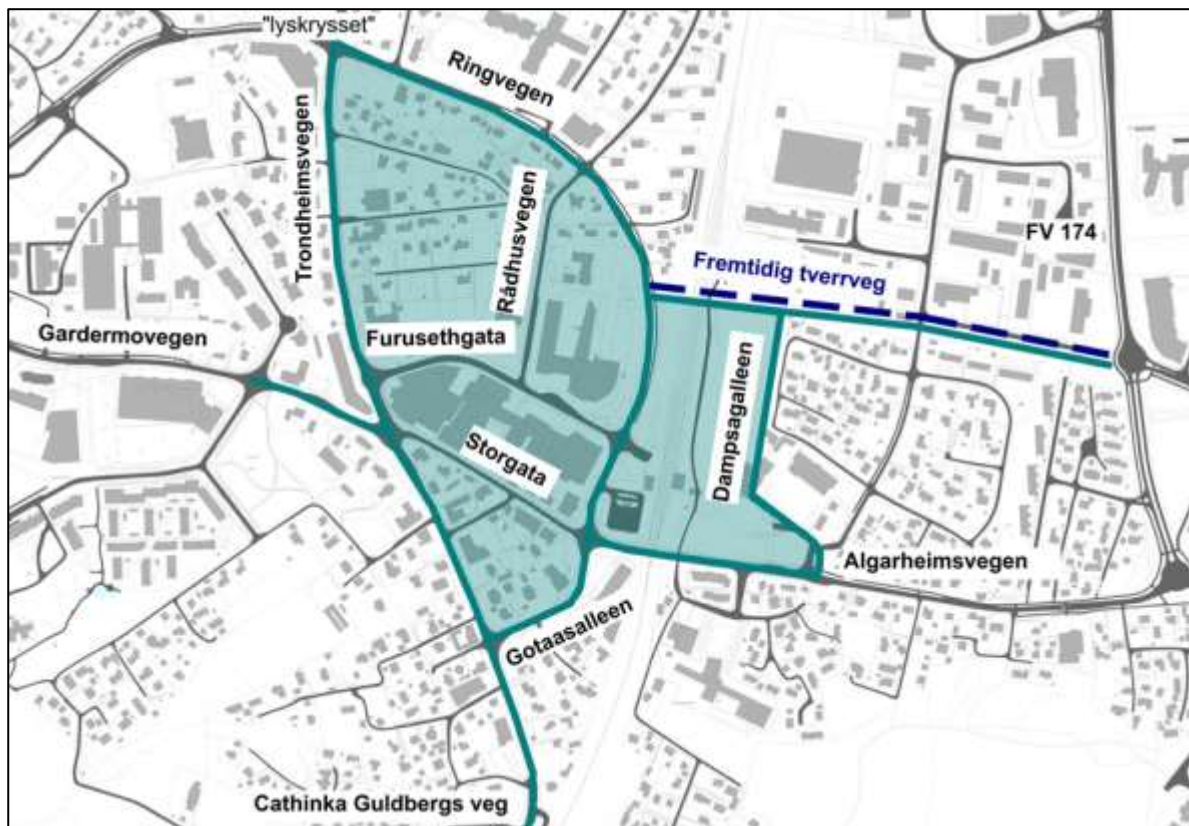 "lyskrysset"
Ringvegen
Trondheimsvegen
Rådhusvegen
FV 174
Fremtidig tverrveg
Gardermovegen
Furusethgata
Storgata
Dampsagalleen
Algarheimsvegen
Gotaasalleen
Cathinka Guldbergs veg